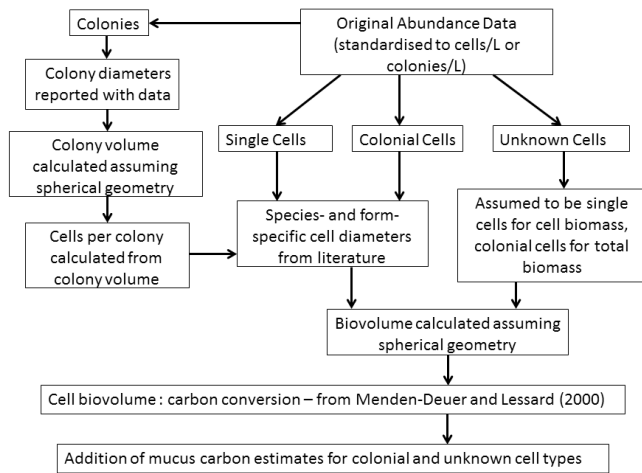 Colonies
Original Abundance Data
(standardised to cells/L or
colonies/L)
Colony diameters
reported with data
Single Cells
Colonial Cells
Unknown Cells
Colony volume
calculated assuming
spherical geometry
Cells per colony
calculated from
colony volume
Species- and form-
specific cell diameters
from literature
Assumed to be single
cells for cell biomass,
colonial cells for total
biomass
Biovolume calculated assuming
spherical geometry
Cell biovolume : carbon conversion – from Menden-Deuer and Lessard (2000)
Addition of mucus carbon estimates for colonial and unknown cell types